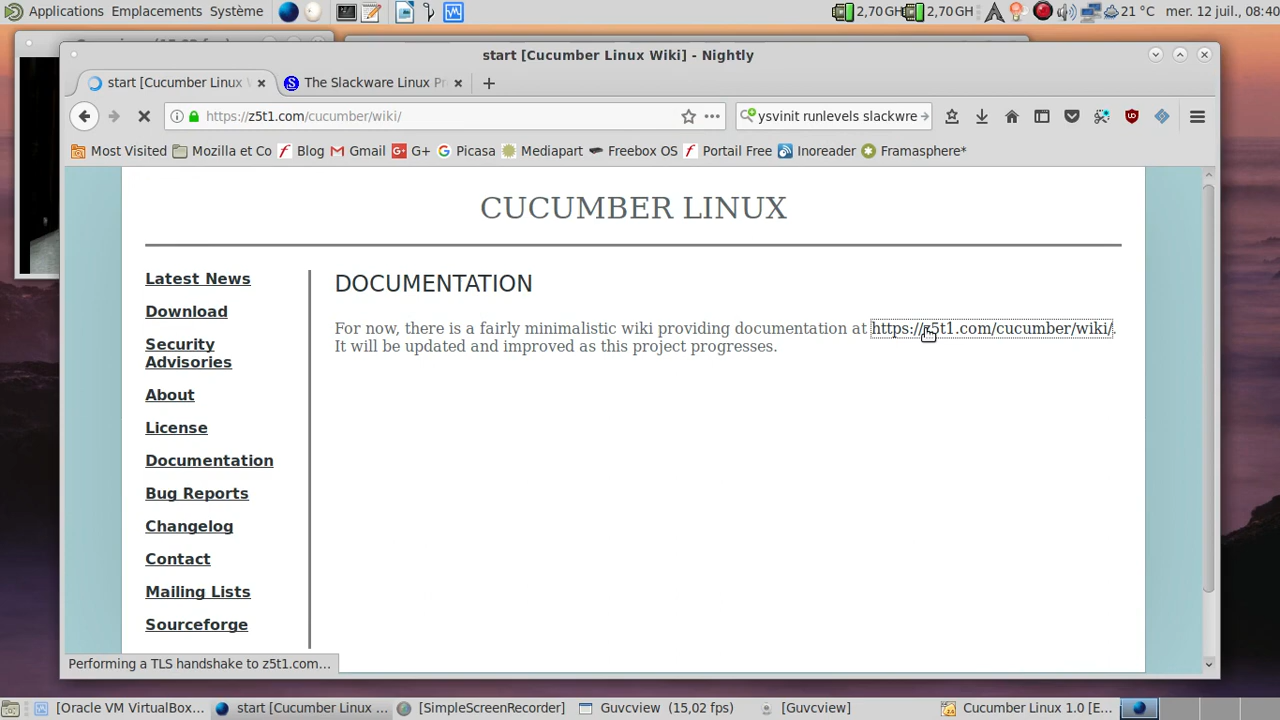 Applications Emplacements Système 2,70 GH 2,70 GH 21 °C mer. 12 juil., 08:40
start [Cucumber Linux Wiki] - Nightly
start [Cucumber Linux The Slackware Linux Pr
https://z5t1.com/cucumber/wiki/ ysvinit runlevels slackwre
Most Visited Mozilla et Co Blog Gmail G+ Picasa Mediapart Freebox OS Portail Free Inoreader Framasphere*
CUCUMBER LINUX
Latest News
Download
Security
Advisories
About
License
Documentation
Bug Reports
Changelog
Contact
Mailing Lists
Sourceforge
DOCUMENTATION
For now, there is a fairly minimalistic wiki providing documentation at https://z5t1.com/cucumber/wiki/.
It will be updated and improved as this project progresses.
Performing a TLS handshake to z5t1.com...
[Oracle VM VirtualBox... start [Cucumber Linux ... [SimpleScreenRecorder] Guvcview (15,02 fps) [Guvcview] Cucumber Linux 1.0 [E...